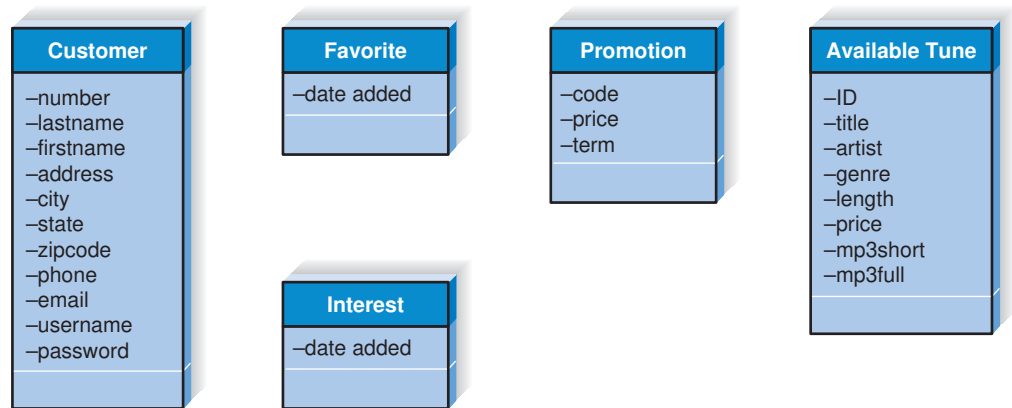 Customer
–number
–lastname
–firstname
–address
–city
–state
–zipcode
–phone
–email
–username
–password
Favorite
–date added
Interest
–date added
Promotion
–code
–price
–term
Available Tune
–ID
–title
–artist
–genre
–length
–price
–mp3short
–mp3full